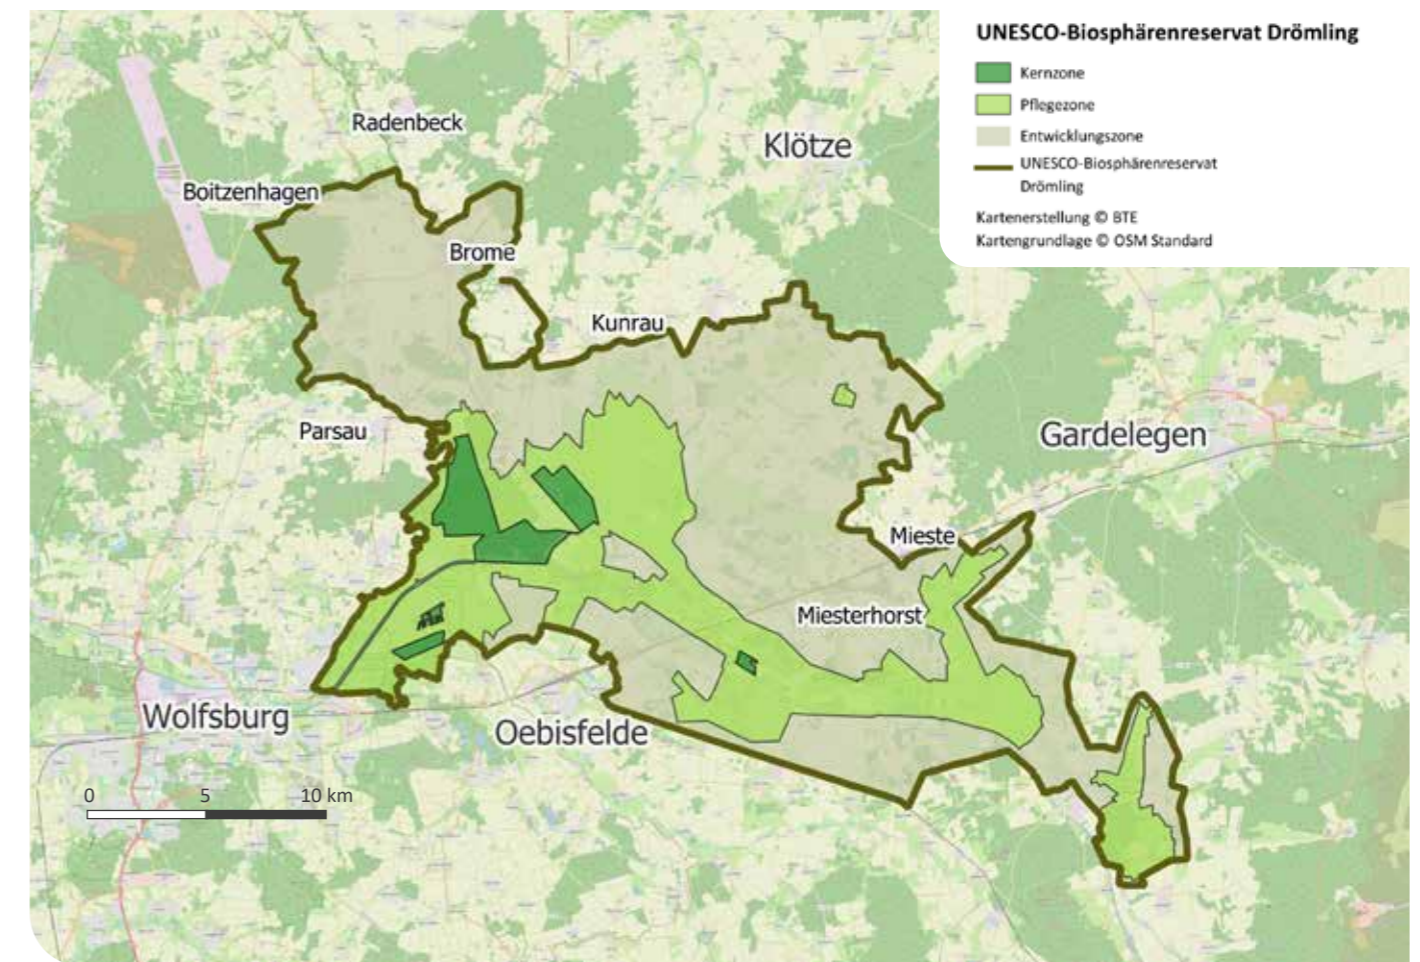 UNESCO-Biosphärenreservat Drömling
Kernzone
Pflegezone
Entwicklungszone
UNESCO-Biosphärenreservat
Drömling
Kartenerstellung © BTE
Kartengrundlage © OSM Standard
Radenbeck
Klötze
Boitzenhagen
Brome
Kunrau
Parsau
Gardelegen
Mieste
Miesterhorst
Wolfsburg
Oebisfelde
0 5 10 km